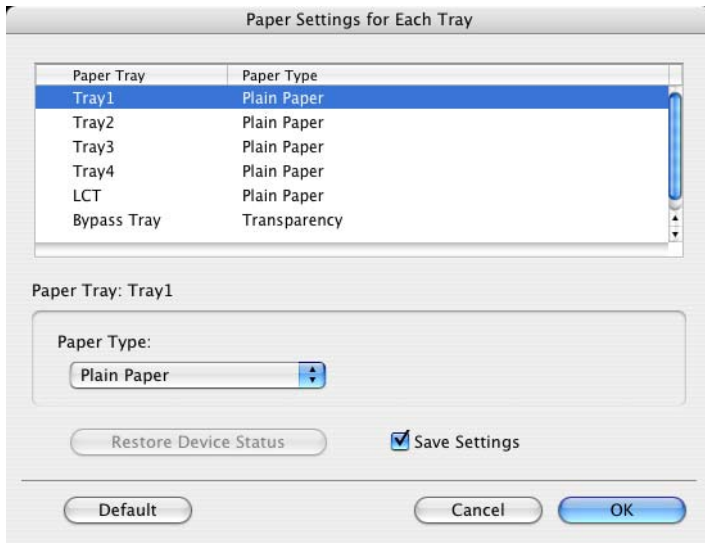 Paper Settings for Each Tray
Paper Tray Paper Type
Tray1 Plain Paper
Tray2 Plain Paper
Tray3 Plain Paper
Tray4 Plain Paper
LCT Plain Paper
Bypass Tray Transparency
Paper Tray: Tray1
Paper Type:
Plain Paper
Restore Device Status Save Settings
Default Cancel OK